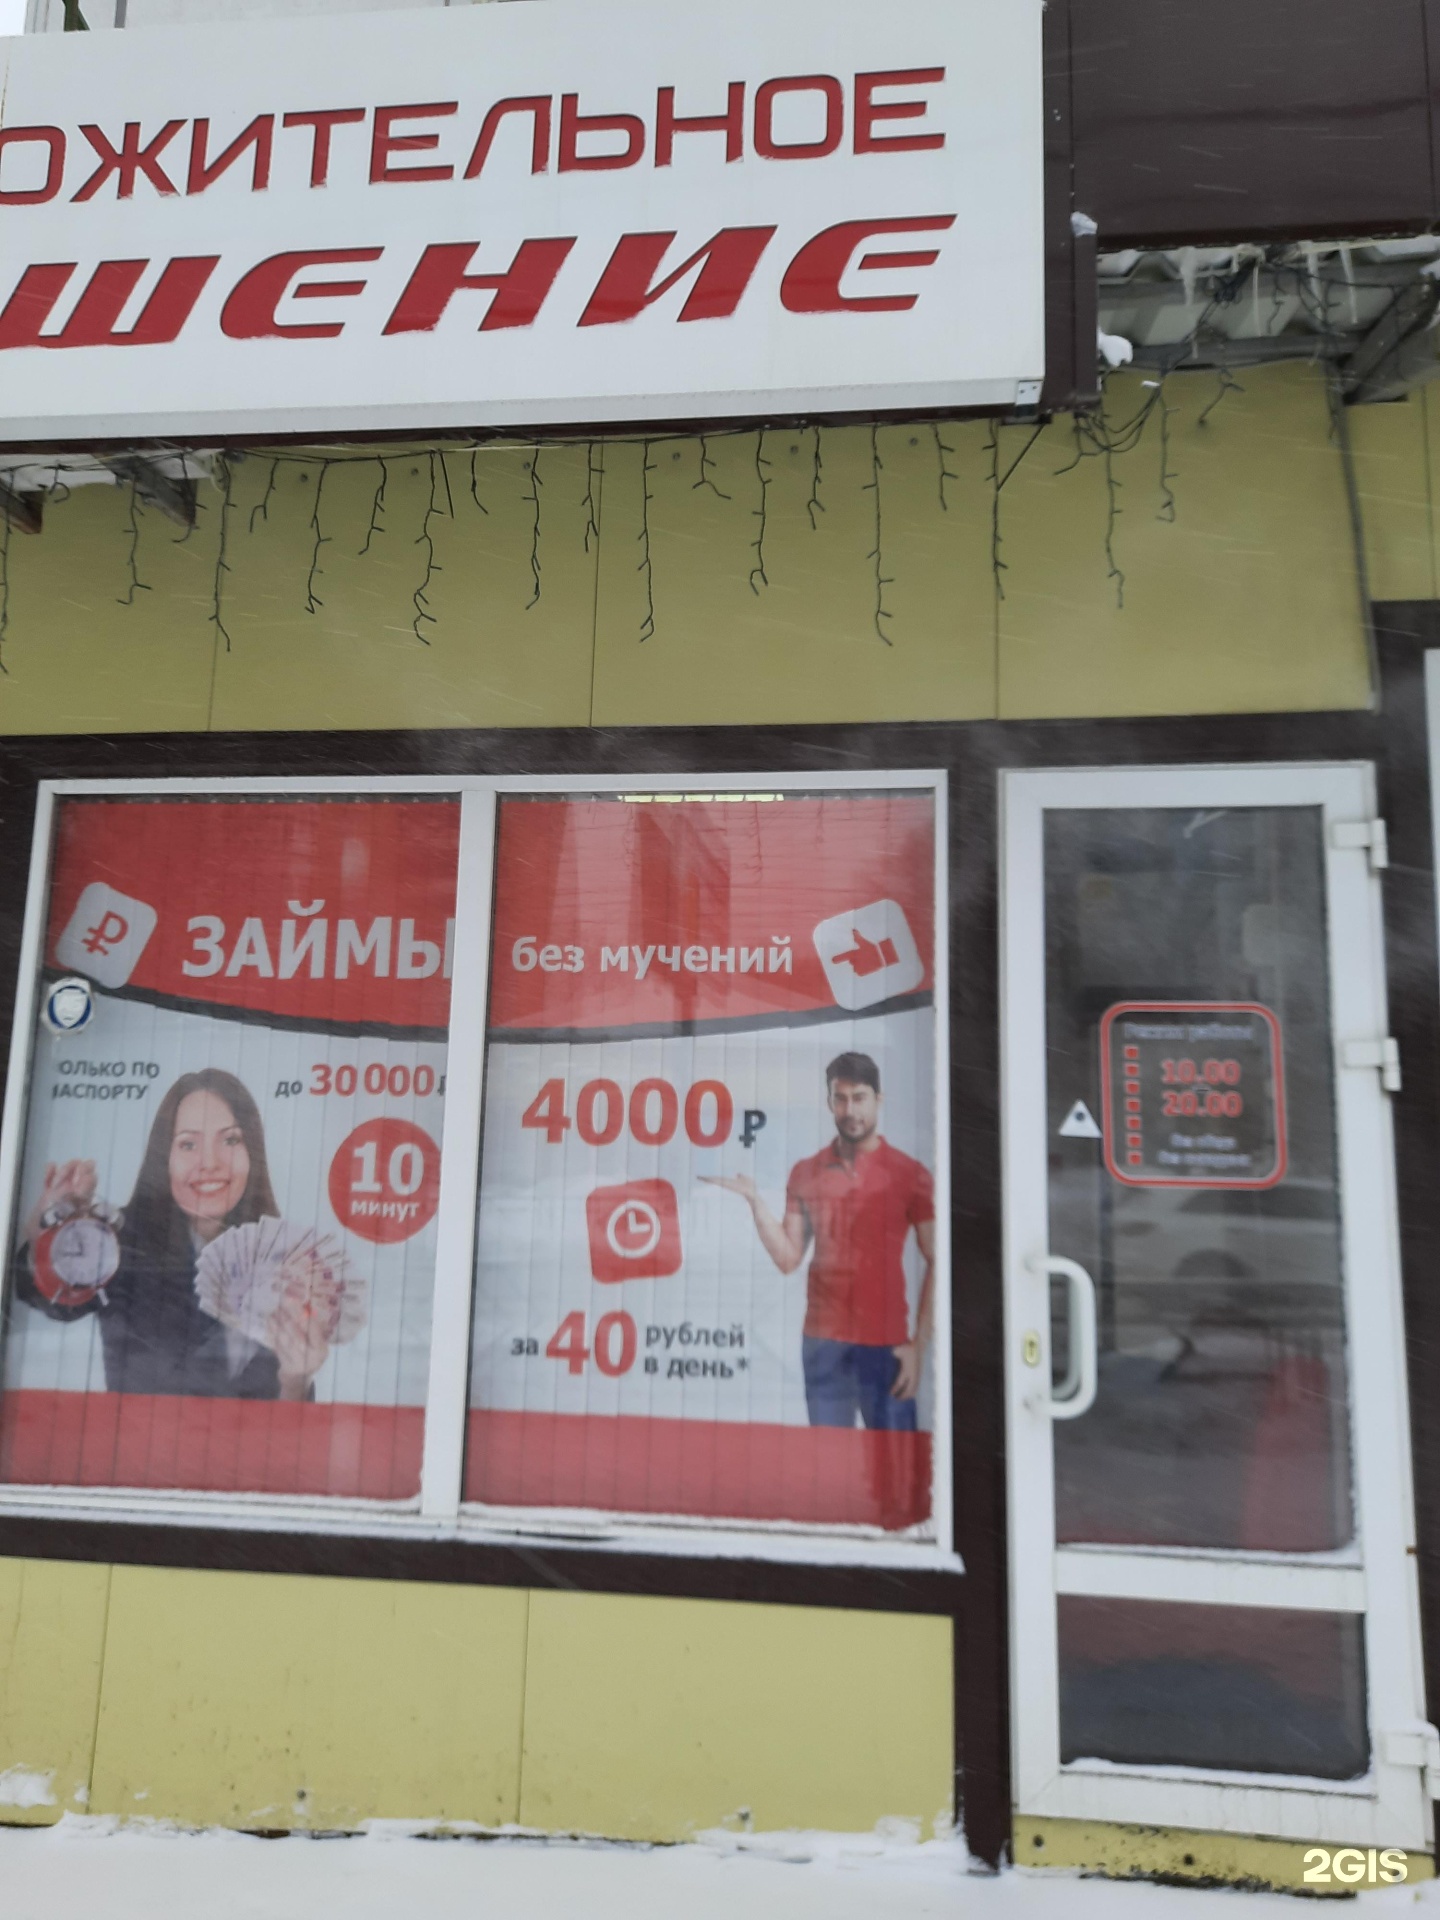 ОЖИТЕЛЬНОЕ
ШЕНИЕ
ЗАЙМЫ
без мучений
ОЛЬКО ПО
АСПОРТУ
до 30 000 ₽
10
минут
4000 ₽
за 40 рублей
в день*
10.00
20.00
2GIS